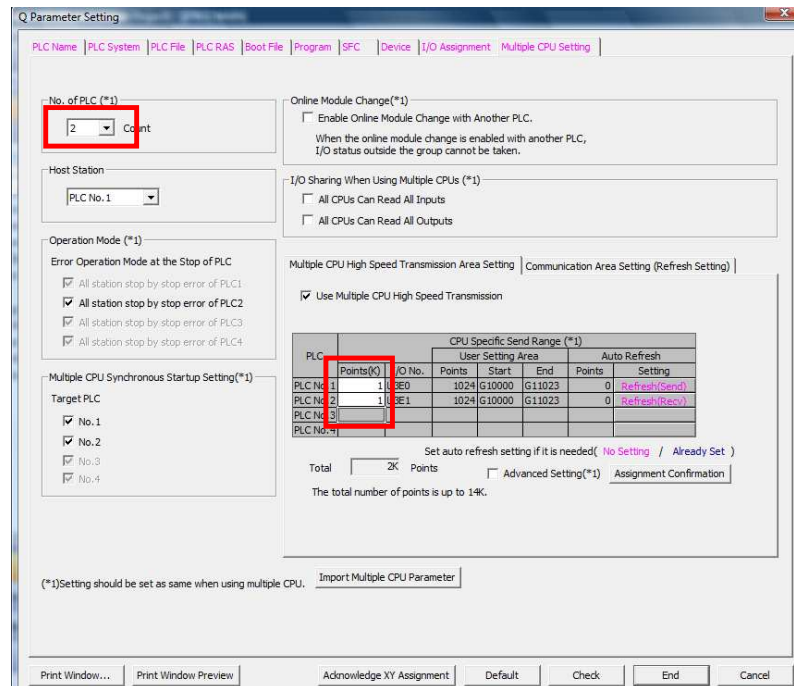 Q Parameter Setting
PLC Name PLC System PLC File PLC RAS Boot File Program SFC Device I/O Assignment Multiple CPU Setting
No. of PLC (*1)
2 Count
Host Station
PLC No.1
Operation Mode (*1)
Error Operation Mode at the Stop of PLC
All station stop by stop error of PLC1
All station stop by stop error of PLC2
All station stop by stop error of PLC3
All station stop by stop error of PLC4
Multiple CPU Synchronous Startup Setting(*1)
Target PLC
No.1
No.2
No.3
No.4
Online Module Change(*1)
Enable Online Module Change with Another PLC.
When the online module change is enabled with another PLC,
I/O status outside the group cannot be taken.
I/O Sharing When Using Multiple CPUs (*1)
All CPUs Can Read All Inputs
All CPUs Can Read All Outputs
Multiple CPU High Speed Transmission Area Setting Communication Area Setting (Refresh Setting)
Use Multiple CPU High Speed Transmission
CPU Specific Send Range (*1)
PLC User Setting Area Auto Refresh
Points(K) I/O No. Points Start End Points Setting
PLC No.1 1 U3E0 1024 G10000 G11023 0 Refresh(Send)
PLC No.2 1 U3E1 1024 G10000 G11023 0 Refresh(Recv)
PLC No.3
PLC No.4
Set auto refresh setting if it is needed( No Setting / Already Set )
Total 2K Points Advanced Setting(*1) Assignment Confirmation
The total number of points is up to 14K.
(*1)Setting should be set as same when using multiple CPU. Import Multiple CPU Parameter
Print Window... Print Window Preview Acknowledge XY Assignment Default Check End Cancel